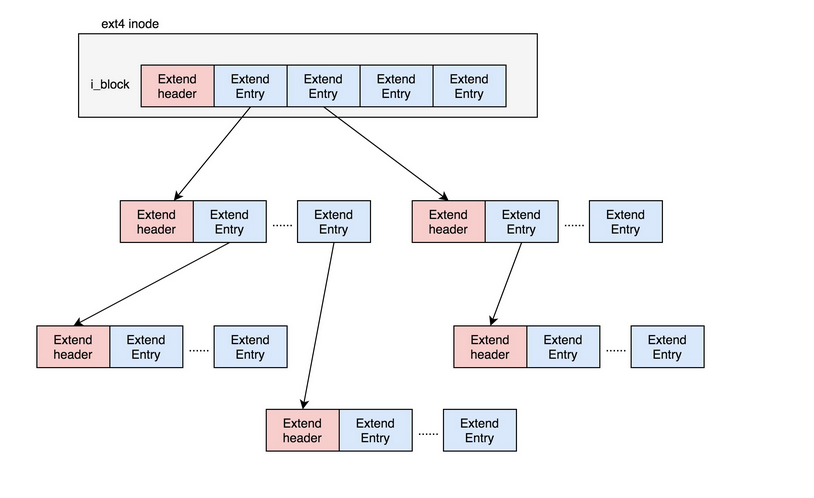 ext4 inode
i_block
Extend
header
Extend
Entry
Extend
Entry
Extend
Entry
Extend
Entry
Extend
header
Extend
Entry
......
Extend
Entry
Extend
header
Extend
Entry
......
Extend
Entry
Extend
header
Extend
Entry
......
Extend
Entry
Extend
header
Extend
Entry
......
Extend
Entry
Extend
header
Extend
Entry
......
Extend
Entry